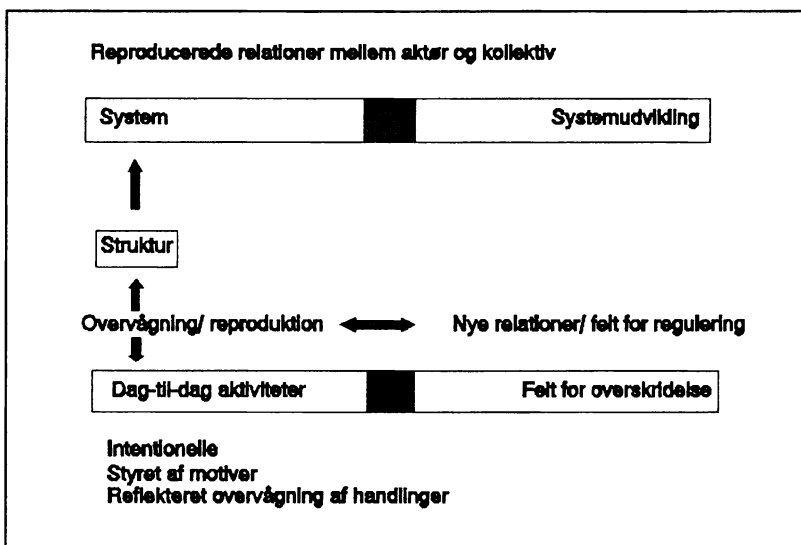 Reproducerede relationer mellem aktør og kollektiv
System Systemudvikling
Struktur
Overvågning/ reproduktion Nye relationer/ felt for regulering
Dag-til-dag aktiviteter Felt for overskridelse
Intentionelle
Styret af motiver
Reflekteret overvågning af handlinger